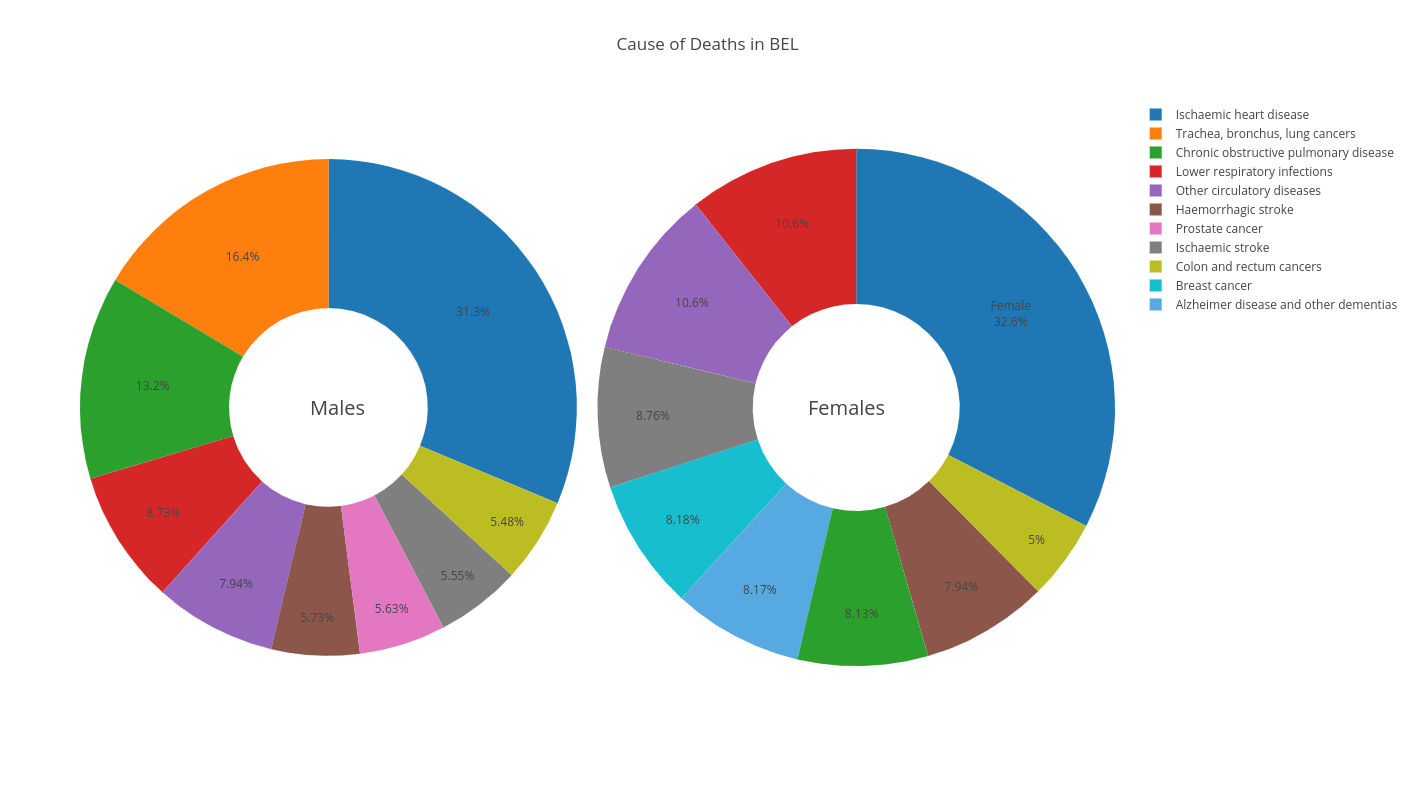 Cause of Deaths in BEL
31.3%
16.4%
13.2%
8.73%
7.94%
5.73%
5.63%
5.55%
5.48%
Males
Female
32.6%
10.6%
10.6%
8.76%
8.18%
8.17%
8.13%
7.94%
5%
Females
Ischaemic heart disease
Trachea, bronchus, lung cancers
Chronic obstructive pulmonary disease
Lower respiratory infections
Other circulatory diseases
Haemorrhagic stroke
Prostate cancer
Ischaemic stroke
Colon and rectum cancers
Breast cancer
Alzheimer disease and other dementias